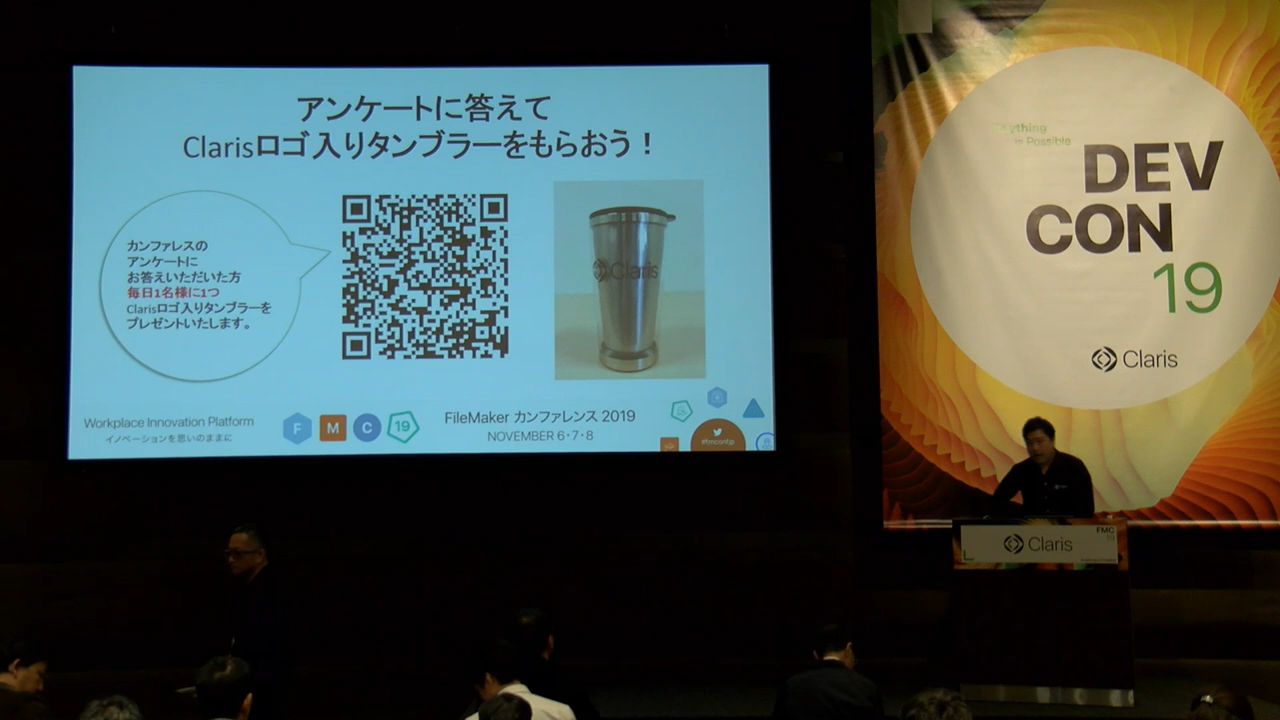 アンケートに答えて
Clarisロゴ入りタンブラーをもらおう！
カンファレスの
アンケートに
お答えいただいた方
毎日1名様に1つ
Clarisロゴ入りタンブラーを
プレゼントいたします。
Claris
Workplace Innovation Platform
イノベーションを思いのままに
F M C 19
FileMaker カンファレンス 2019
NOVEMBER 6・7・8
#fmconfjp
is Possible
DEV
CON
19
Claris
FMC
19
Claris